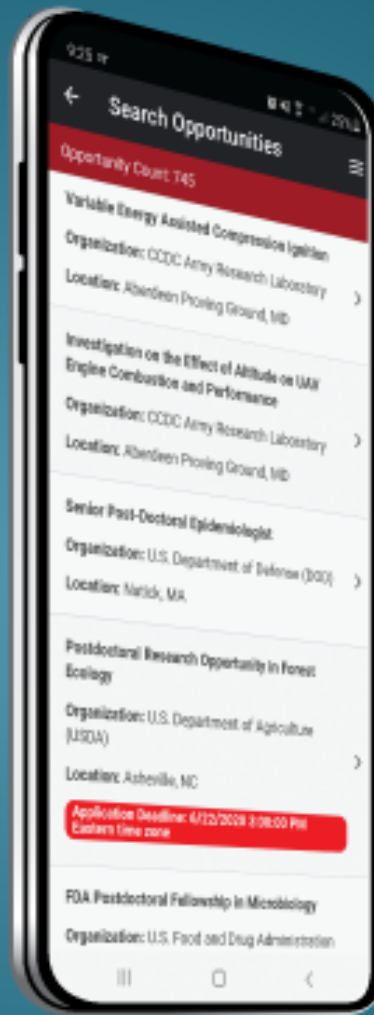 9:25
25%
Search Opportunities
Opportunity Count: 745
Variable Energy Assisted Compression Ignition
Organization: CCDC Army Research Laboratory
Location: Aberdeen Proving Ground, MD
Investigation on the Effect of Altitude on UAV
Engine Combustion and Performance
Organization: CCDC Army Research Laboratory
Location: Aberdeen Proving Ground, MD
Senior Post-Doctoral Epidemiologist
Organization: U.S. Department of Defense (DOD)
Location: Natick, MA
Postdoctoral Research Opportunity in Forest
Ecology
Organization: U.S. Department of Agriculture
(USDA)
Location: Asheville, NC
Application Deadline: 6/22/2020 3:00:00 PM
Eastern time zone
FDA Postdoctoral Fellowship in Microbiology
Organization: U.S. Food and Drug Administration